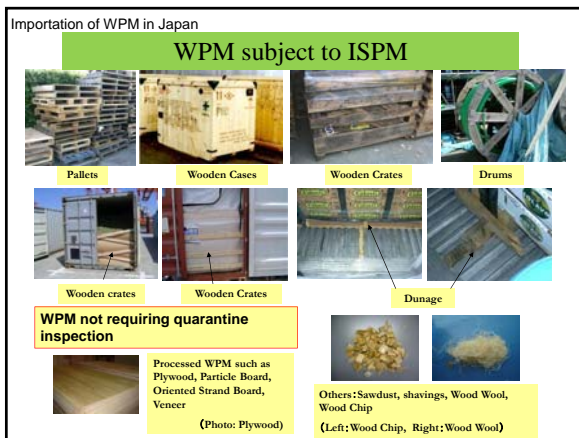 Importation of WPM in Japan
WPM subject to ISPM
Pallets
Wooden Cases
Wooden Crates
Drums
Wooden crates
Wooden Crates
Dunage
WPM not requiring quarantine
inspection
Processed WPM such as
Plywood, Particle Board,
Oriented Strand Board,
Veneer
(Photo: Plywood)
Others:Sawdust, shavings, Wood Wool,
Wood Chip
(Left:Wood Chip, Right:Wood Wool)